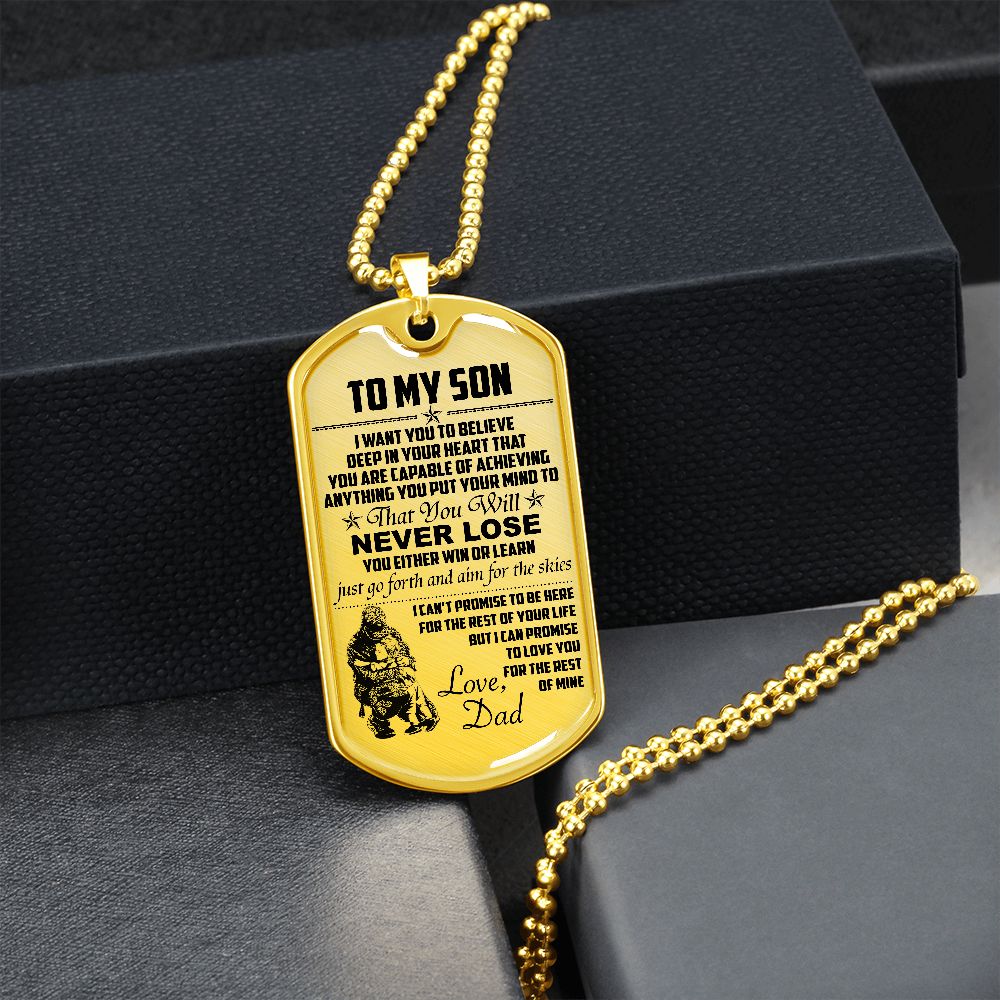 TO MY SON
I WANT YOU TO BELIEVE
DEEP IN YOUR HEART THAT
YOU ARE CAPABLE OF ACHIEVING
ANYTHING YOU PUT YOUR MIND TO
That You Will
NEVER LOSE
YOU EITHER WIN OR LEARN
just go forth and aim for the skies
I CAN'T PROMISE TO BE HERE
FOR THE REST OF YOUR LIFE
BUT I CAN PROMISE
TO LOVE YOU
FOR THE REST
OF MINE
Love,
Dad